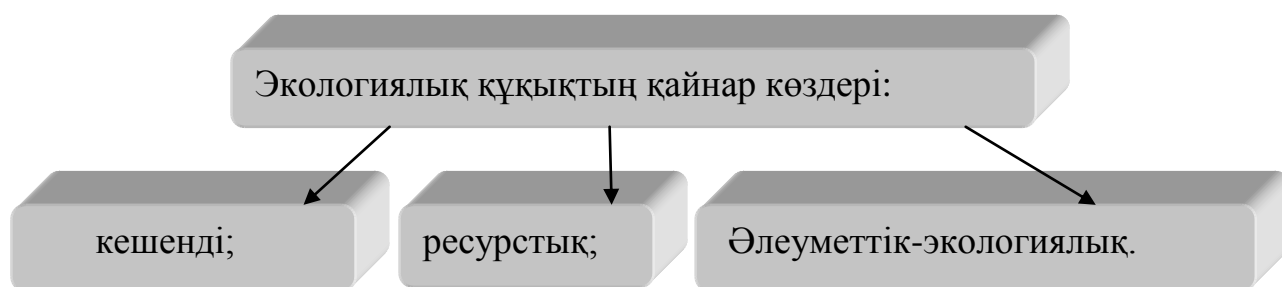 Экологиялық құқықтың қайнар көздері:
кешенді;
ресурстық;
Әлеуметтік-экологиялық.